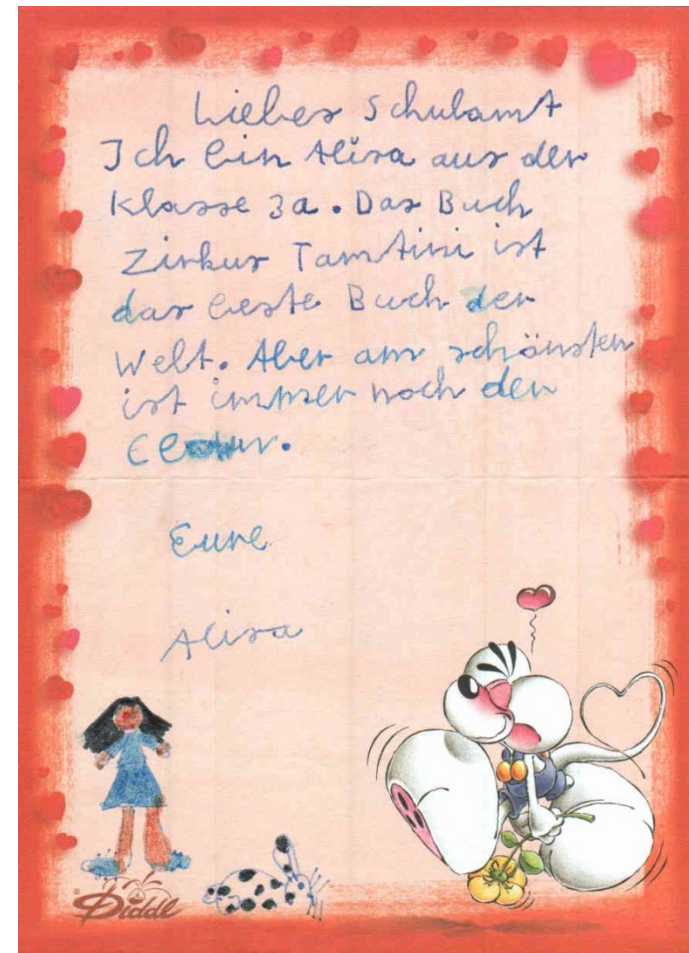 Liebes Schulamt
Ich bin Alisa aus der
Klasse 3a. Das Buch
Zirkus Tamtini ist
das beste Buch der
Welt. Aber am schönsten
ist immer noch der
Eure
Alisa
Diddl